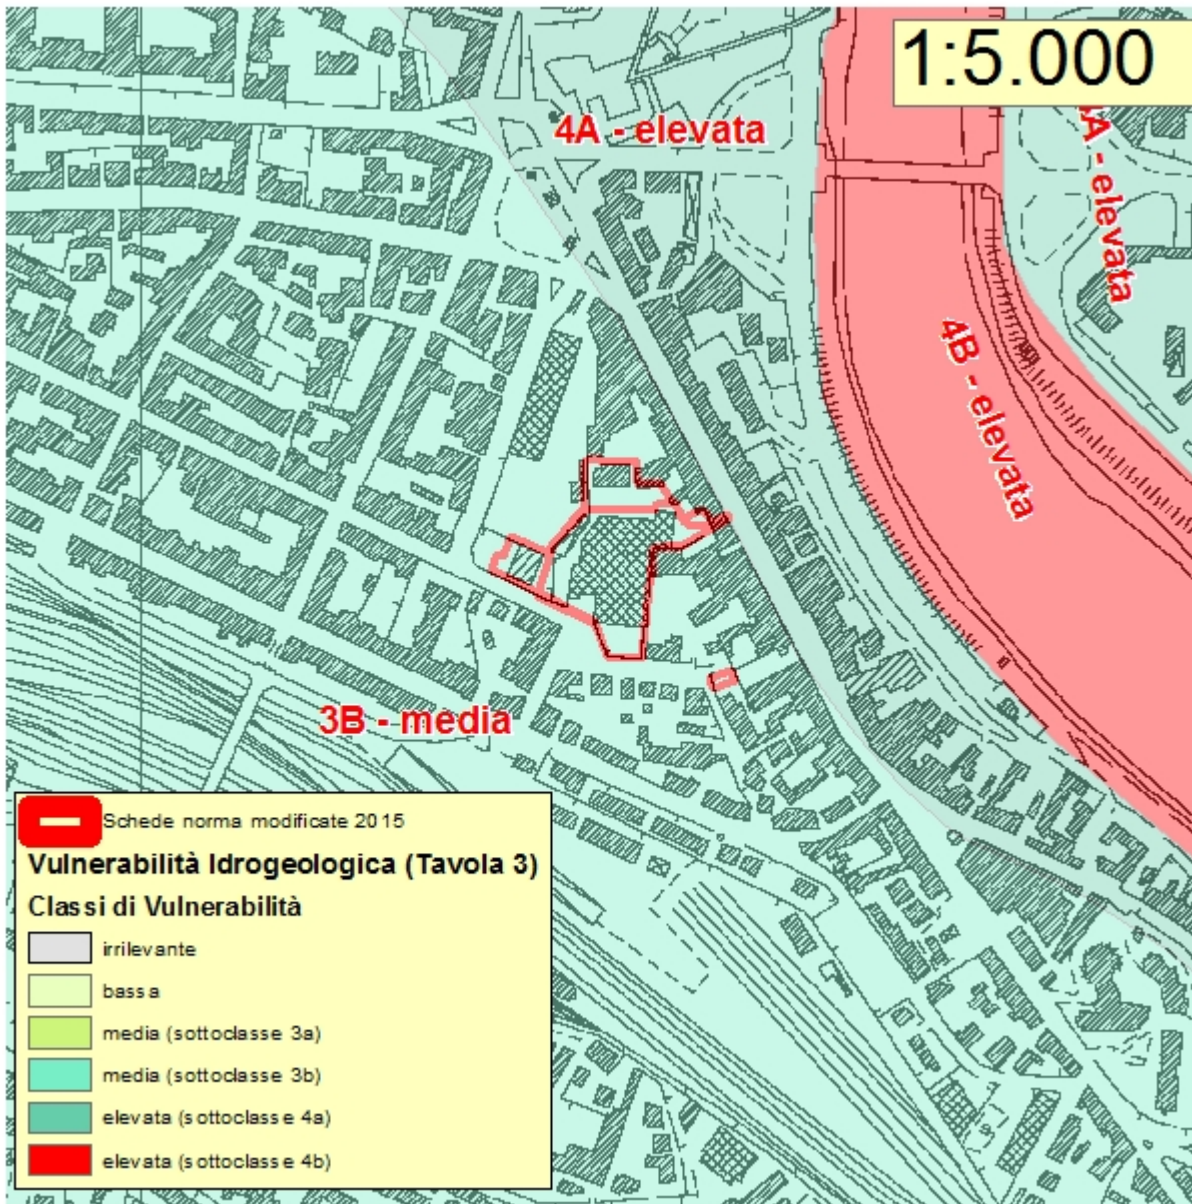 1:5.000
4A - elevata
4A - elevata
4B - elevata
3B - media
Schede norma modificate 2015
Vulnerabilità Idrogeologica (Tavola 3)
Classi di Vulnerabilità
irrilevante
bassa
media (sottoclasse 3a)
media (sottoclasse 3b)
elevata (sottoclasse 4a)
elevata (sottoclasse 4b)